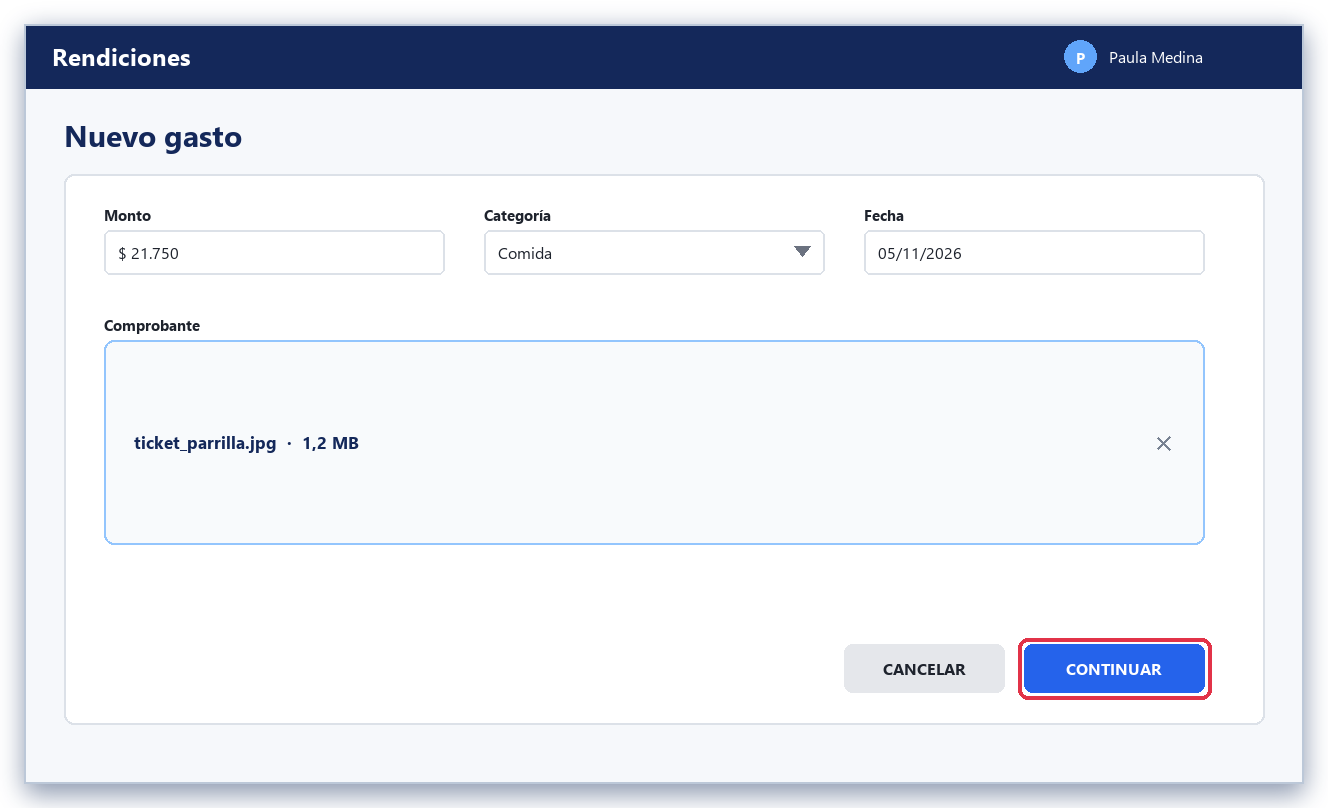 Rendiciones
P Paula Medina
Nuevo gasto
Monto Categoría Fecha
$ 21.750 Comida 05/11/2026
Comprobante
ticket_parrilla.jpg · 1,2 MB
CANCELAR CONTINUAR